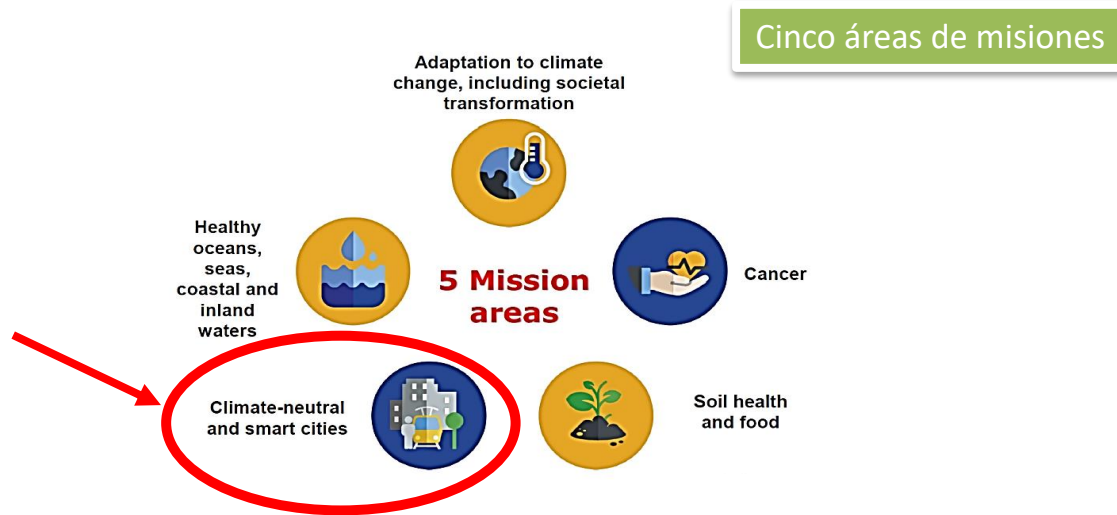 Cinco áreas de misiones
Adaptation to climate
change, including societal
transformation
Healthy
oceans,
seas,
coastal and
inland
waters
5 Mission
areas
Cancer
Climate-neutral
and smart cities
Soil health
and food